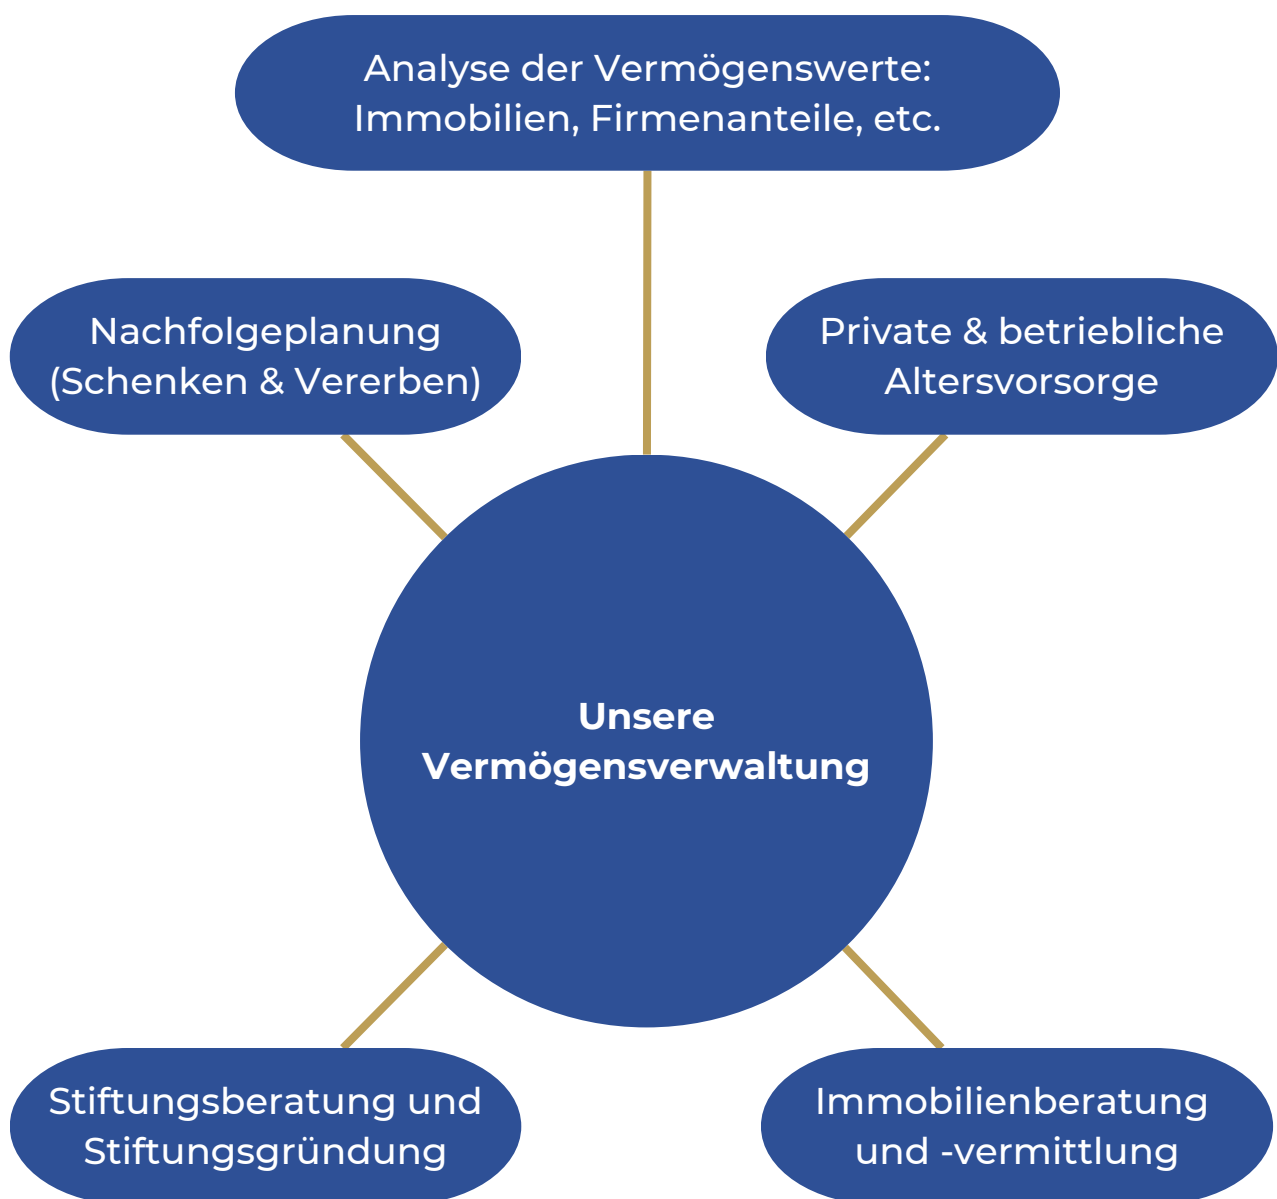 Analyse der Vermögenswerte:
Immobilien, Firmenanteile, etc.
Nachfolgeplanung
(Schenken & Vererben)
Private & betriebliche
Altersvorsorge
Unsere
Vermögensverwaltung
Stiftungsberatung und
Stiftungsgründung
Immobilienberatung
und -vermittlung